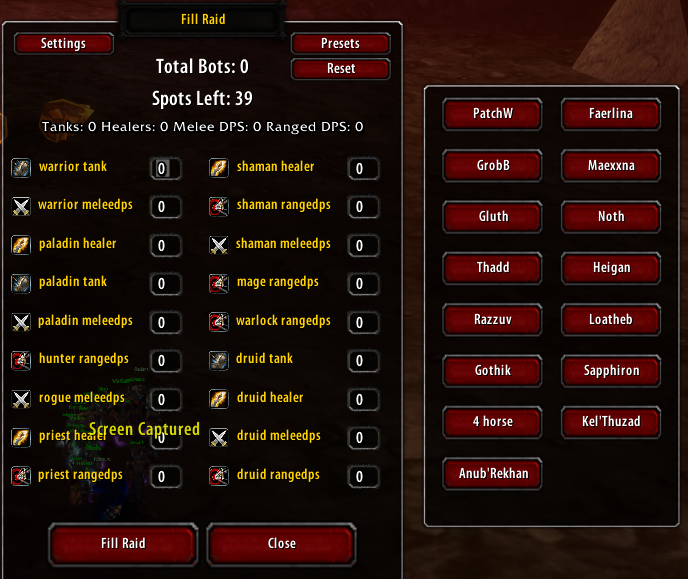 Fill Raid
Settings
Presets
Total Bots: 0
Reset
Spots Left: 39
Tanks: 0 Healers: 0 Melee DPS: 0 Ranged DPS: 0
warrior tank 0 shaman healer 0
warrior meleedps 0 shaman rangedps 0
paladin healer 0 shaman meleedps 0
paladin tank 0 mage rangedps 0
paladin meleedps 0 warlock rangedps 0
hunter rangedps 0 druid tank 0
rogue meleedps 0 druid healer 0
Screen Captured
priest healer 0 druid meleedps 0
priest rangedps 0 druid rangedps 0
Fill Raid
Close
PatchW Faerlina
GrobB Maexxna
Gluth Noth
Thadd Heigan
Razzuv Loatheb
Gothik Sapphiron
4 horse Kel'Thuzad
Anub'Rekhan